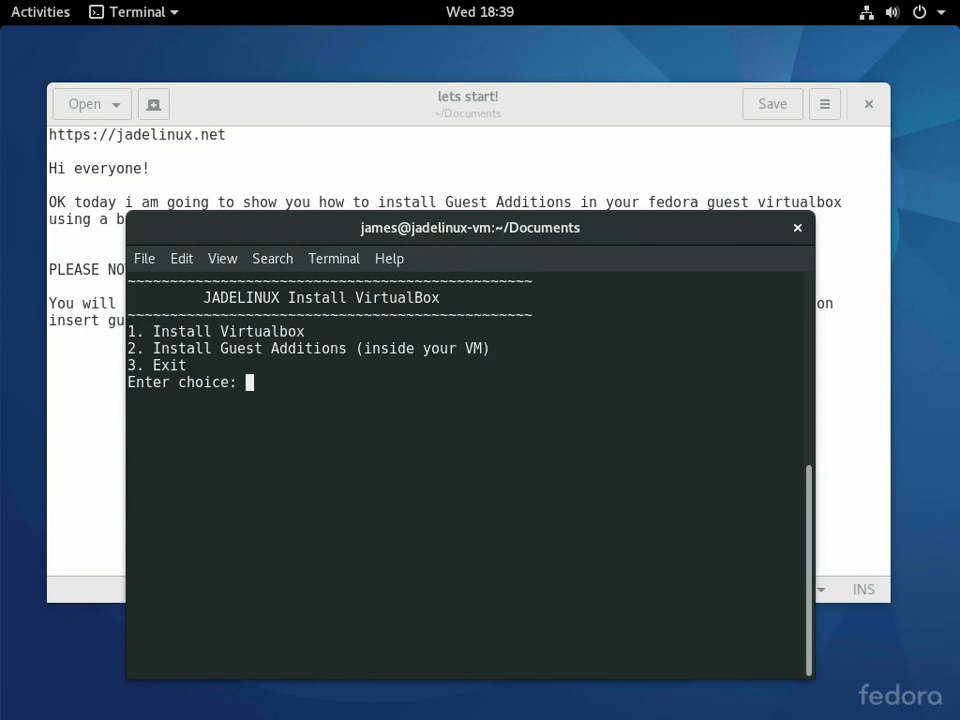 Activities Terminal Wed 18:39
Open lets start! Save
~/Documents
https://jadelinux.net
Hi everyone!
OK today i am going to show you how to install Guest Additions in your fedora guest virtualbox
using a b
PLEASE NO
You will on
insert gu
james@jadelinux-vm:~/Documents
File Edit View Search Terminal Help
~~~~~~~~~~~~~~~~~~~~~~~~~~~~~~~~~~~~~~~~~~~~~~~~
JADELINUX Install VirtualBox
~~~~~~~~~~~~~~~~~~~~~~~~~~~~~~~~~~~~~~~~~~~~~~~~
1. Install Virtualbox
2. Install Guest Additions (inside your VM)
3. Exit
Enter choice:
INS
fedora